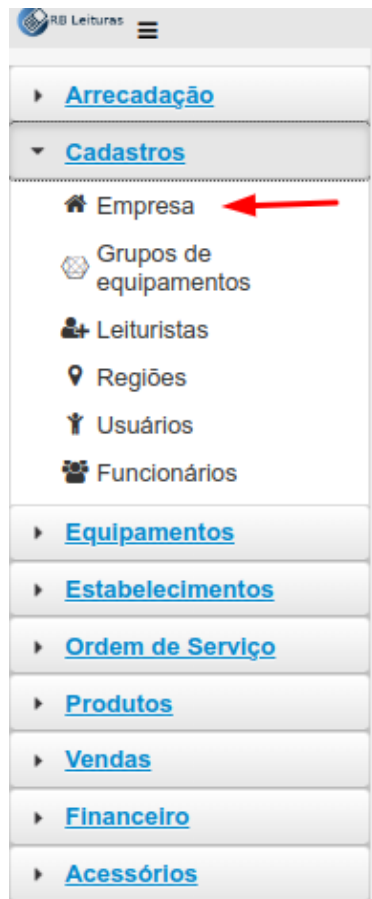 RB Leituras
Arrecadação
Cadastros
Empresa
Grupos de
equipamentos
Leituristas
Regiões
Usuários
Funcionários
Equipamentos
Estabelecimentos
Ordem de Serviço
Produtos
Vendas
Financeiro
Acessórios